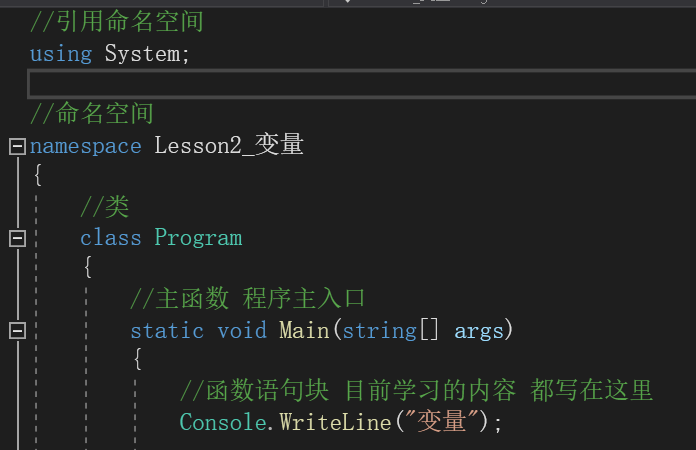 //引用命名空间
using System;
//命名空间
namespace Lesson2_变量
{
//类
class Program
{
//主函数 程序主入口
static void Main(string[] args)
{
//函数语句块 目前学习的内容 都写在这里
Console.WriteLine("变量");